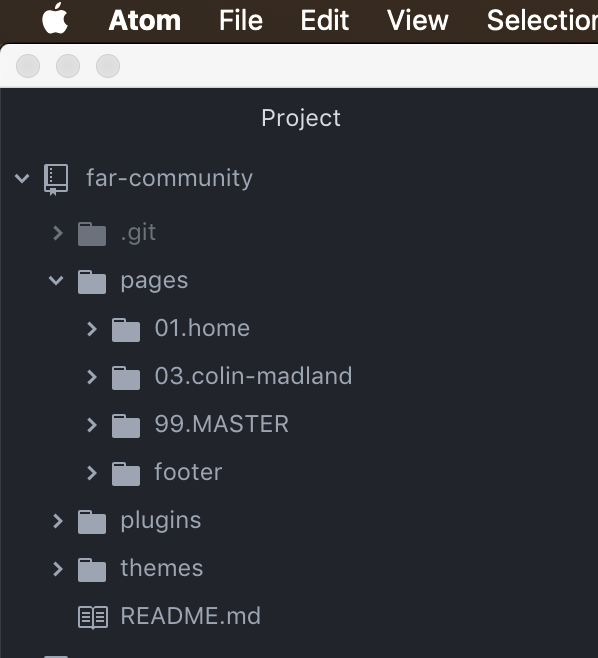 Atom File Edit View Selection
Project
far-community
.git
pages
01.home
03.colin-madland
99.MASTER
footer
plugins
themes
README.md